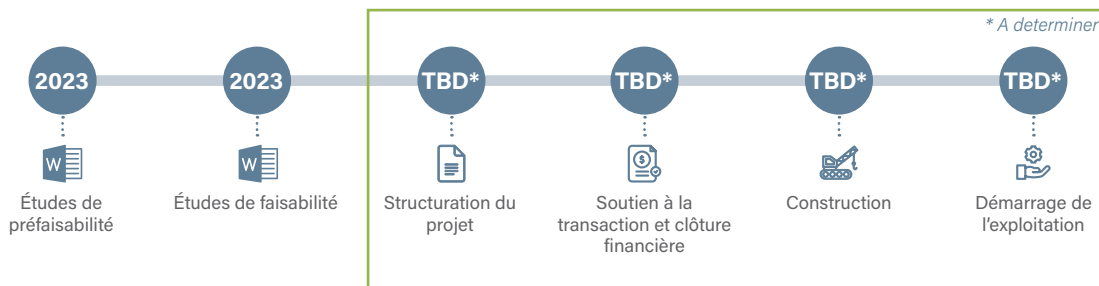 * A determiner
2023
2023
TBD*
TBD*
TBD*
TBD*
W
W
$
Études de
préfaisabilité
Études de faisabilité
Structuration du
projet
Soutien à la
transaction et clôture
financière
Construction
Démarrage de
l'exploitation